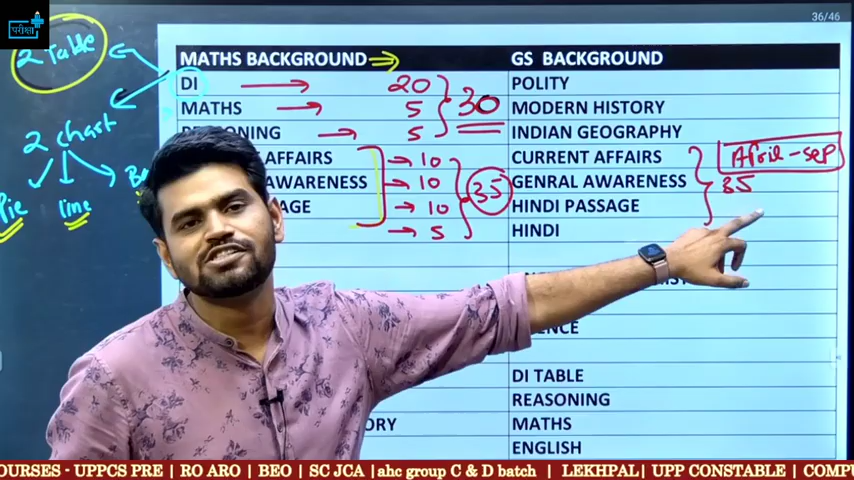 परीक्षा
36/46
2 Table
2 chart
Pie
line
MATHS BACKGROUND
DI
20
MATHS
5
30
5
AFFAIRS
10
AWARENESS
10
35
10
5
GS BACKGROUND
POLITY
MODERN HISTORY
INDIAN GEOGRAPHY
CURRENT AFFAIRS
April-sep
GENRAL AWARENESS
35
HINDI PASSAGE
HINDI
DI TABLE
REASONING
MATHS
ENGLISH
OURSES - UPPCS PRE | RO ARO | BEO | SC JCA |ahc group C & D batch | LEKHPAL| UPP CONSTABLE | COMPU